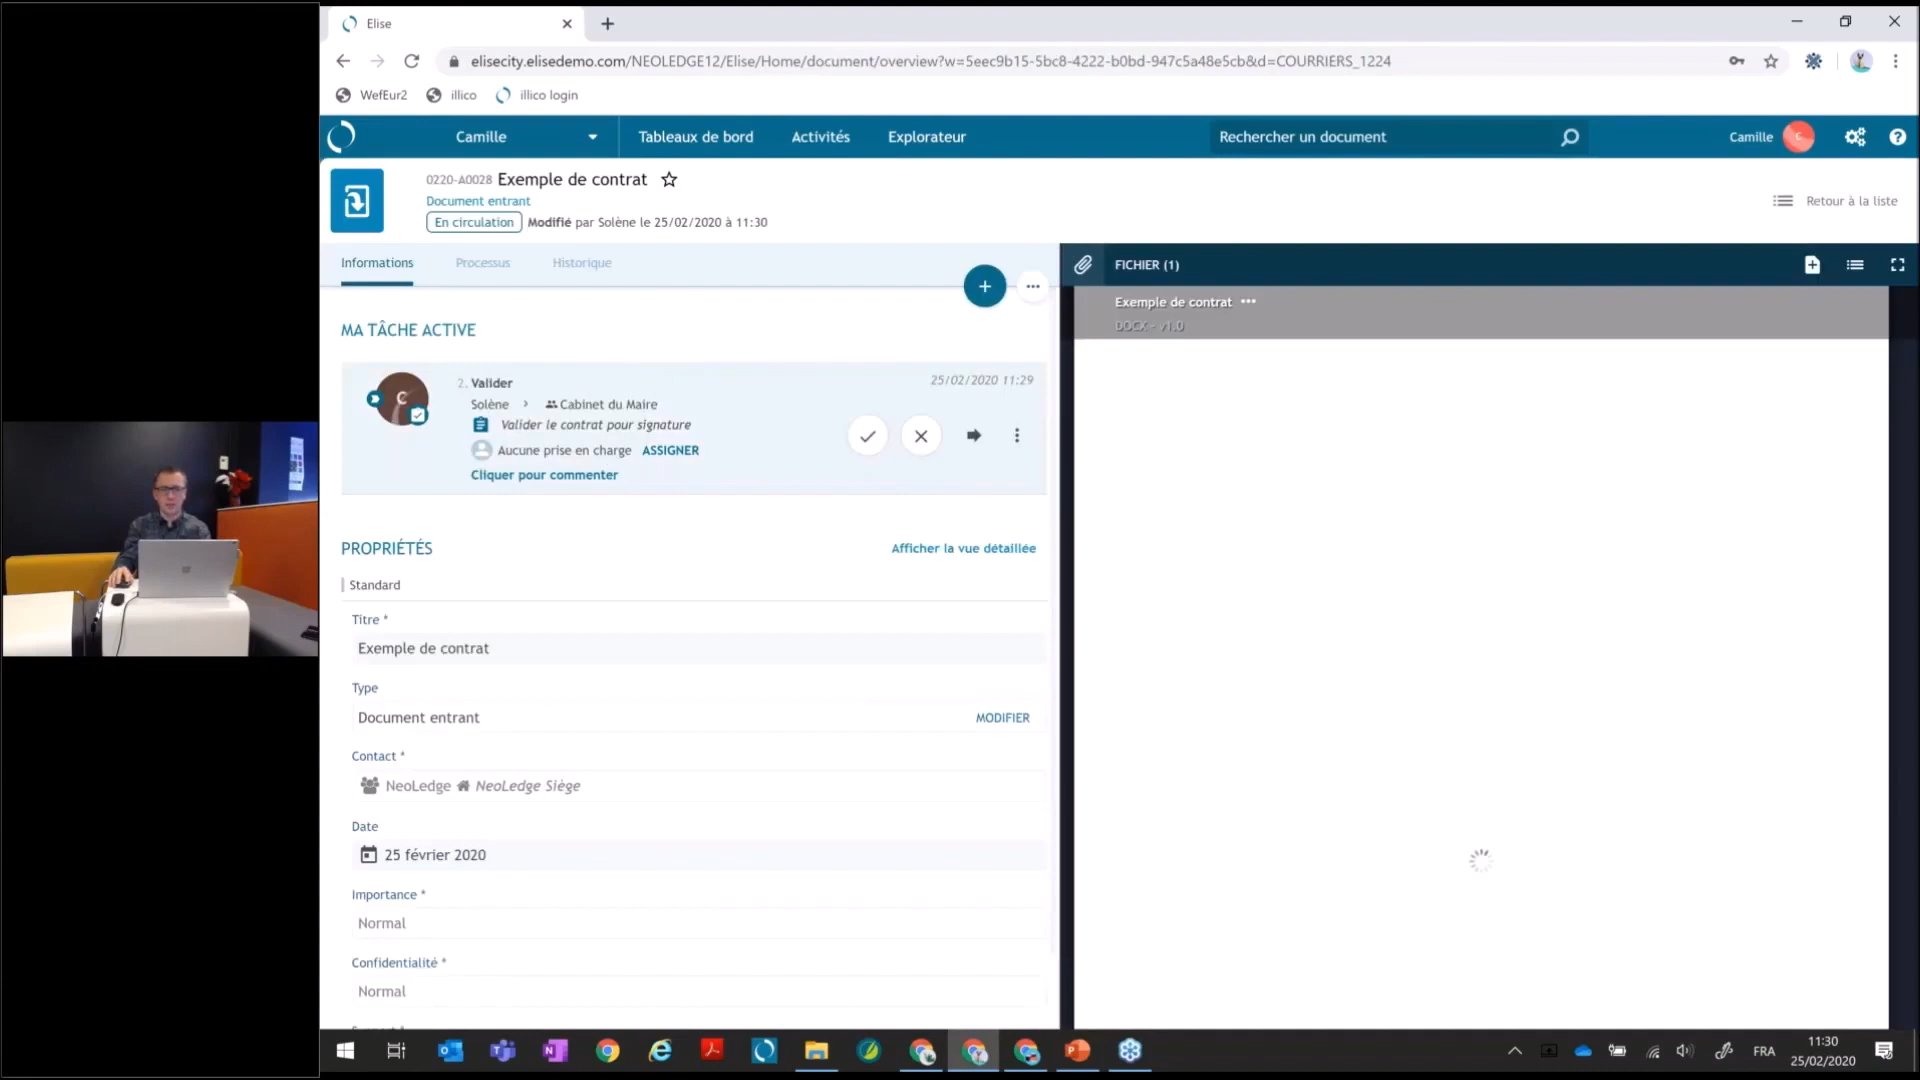 Elise
elisecity.elisedemo.com/NEOLEDGE12/Elise/Home/document/overview?w=5eec9b15-5bc8-4222-b0bd-947c5a48e5cb&d=COURRIERS_1224
WefEur2 illico illico login
Camille Tableaux de bord Activités Explorateur Rechercher un document Camille C
0220-A0028 Exemple de contrat
Document entrant
En circulation Modifié par Solène le 25/02/2020 à 11:30
Retour à la liste
Informations Processus Historique
FICHIER (1)
Exemple de contrat
DOCX - v1.0
MA TÂCHE ACTIVE
C
2. Valider
25/02/2020 11:29
Solène > Cabinet du Maire
Valider le contrat pour signature
Aucune prise en charge ASSIGNER
Cliquer pour commenter
PROPRIÉTÉS Afficher la vue détaillée
Standard
Titre *
Exemple de contrat
Type
Document entrant MODIFIER
Contact *
NeoLedge NeoLedge Siège
Date
25 février 2020
Importance *
Normal
Confidentialité *
Normal
FRA
11:30
25/02/2020